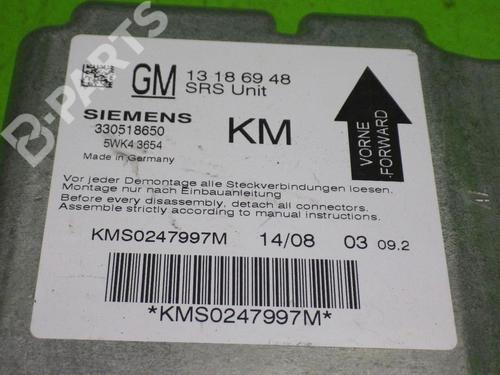 B-PARTS
GM 13 18 69 48
SRS Unit
SIEMENS
330518650
5WK4 3654
Made in Germany
KM
VORNE
FORWARD
Vor jeder Demontage alle Steckverbindungen loesen.
Montage nur nach Einbauanleitung
Before every disassembly, detach all connectors.
Assemble strictly according to manual instructions.
KMS0247997M 14/08 03 09.2
*KMS0247997M*